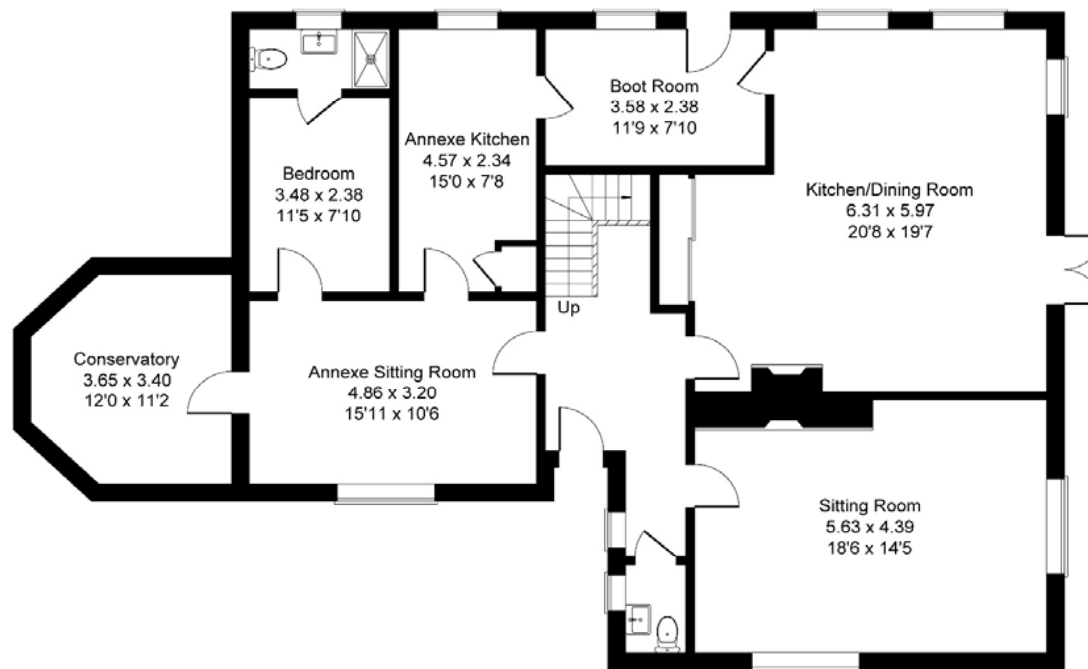 Boot Room
3.58 x 2.38
11'9 x 7'10
Annexe Kitchen
4.57 x 2.34
15'0 x 7'8
Bedroom
3.48 x 2.38
11'5 x 7'10
Kitchen/Dining Room
6.31 x 5.97
20'8 x 19'7
Up
Conservatory
3.65 x 3.40
12'0 x 11'2
Annexe Sitting Room
4.86 x 3.20
15'11 x 10'6
Sitting Room
5.63 x 4.39
18'6 x 14'5